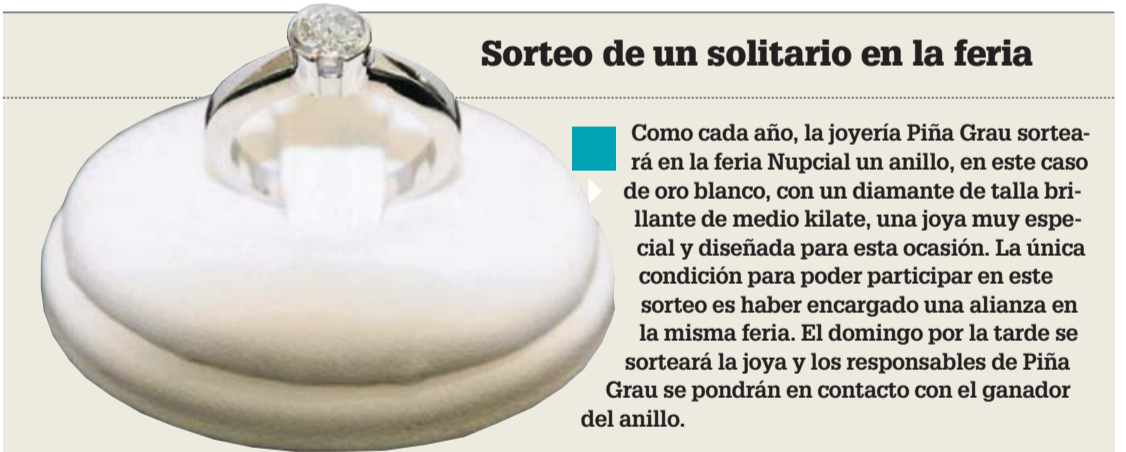 Sorteo de un solitario en la feria
Como cada año, la joyería Piña Grau sortea-
rá en la feria Nupcial un anillo, en este caso
de oro blanco, con un diamante de talla bri-
llante de medio kilate, una joya muy espe-
cial y diseñada para esta ocasión. La única
condición para poder participar en este
sorteo es haber encargado una alianza en
la misma feria. El domingo por la tarde se
sorteará la joya y los responsables de Piña
Grau se pondrán en contacto con el ganador
del anillo.